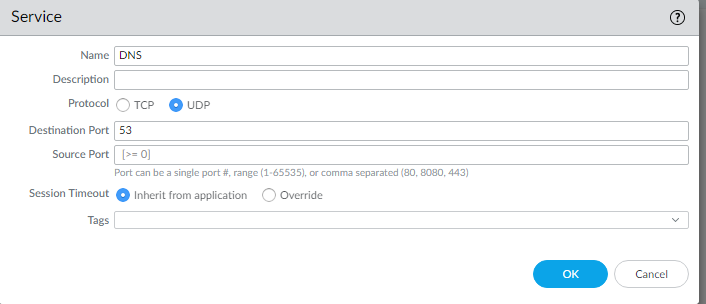 Service ?
Name DNS
Description
Protocol TCP UDP
Destination Port 53
Source Port [>= 0]
Port can be a single port #, range (1-65535), or comma separated (80, 8080, 443)
Session Timeout Inherit from application Override
Tags
OK Cancel